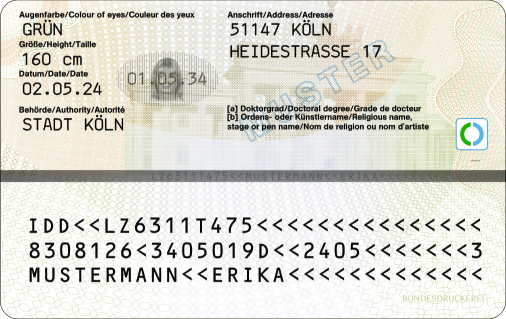 Augenfarbe/Colour of eyes/Couleur des yeux
GRÜN
Größe/Height/Taille
160 cm
Datum/Date/Date
02.05.24
Behörde/Authority/Autorité
STADT KÖLN
01.05.34
Anschrift/Address/Adresse
51147 KÖLN
HEIDESTRASSE 17
MUSTER
[a] Doktorgrad/Doctoral degree/Grade de docteur
[b] Ordens- oder Künstlername/Religious name,
stage or pen name/Nom de religion ou nom d'artiste
LZ6311T475<<MUSTERMANN<<ERIKA<<<<<<<
IDD<<LZ6311T475<<<<<<<<<<<<<<<
8308126<3405019D<<2405<<<<<<<3
MUSTERMANN<<ERIKA<<<<<<<<<<<<<
BUNDESDRUCKEREI